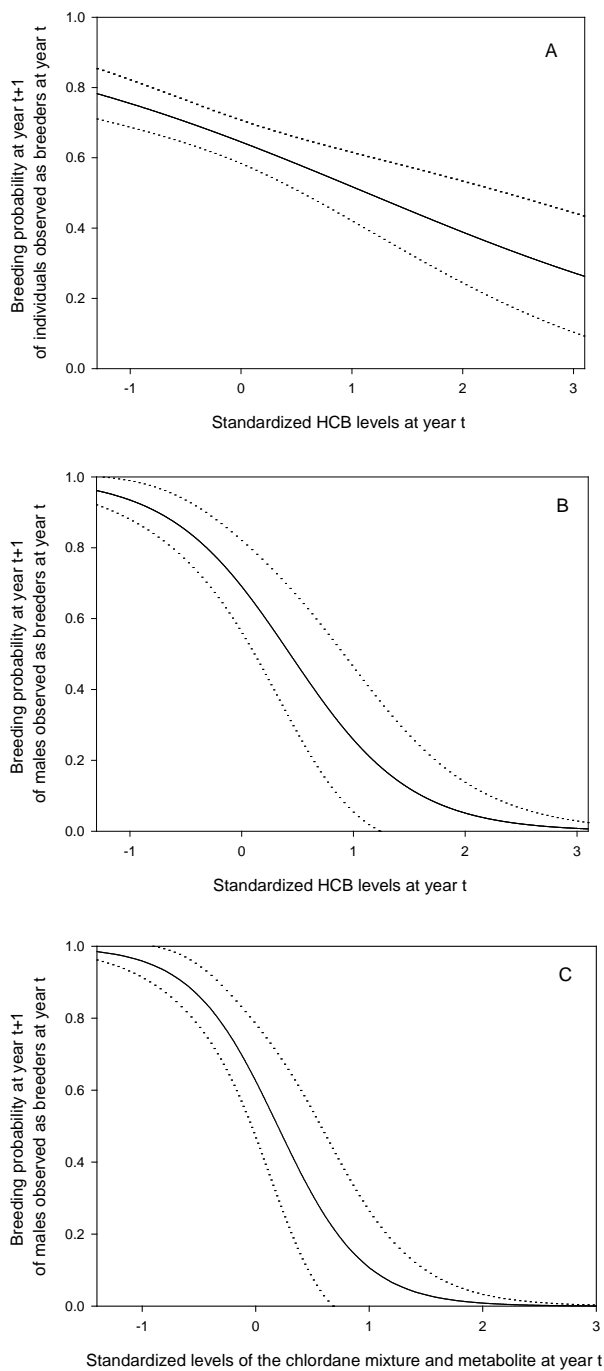 A
Breeding probability at year t+1
of individuals observed as breeders at year t
1.0
0.8
0.6
0.4
0.2
0.0
-1
0
1
2
3
Standardized HCB levels at year t
B
Breeding probability at year t+1
of males observed as breeders at year t
1.0
0.8
0.6
0.4
0.2
0.0
-1
0
1
2
3
Standardized HCB levels at year t
C
Breeding probability at year t+1
of males observed as breeders at year t
1.0
0.8
0.6
0.4
0.2
0.0
-1
0
1
2
3
Standardized levels of the chlordane mixture and metabolite at year t